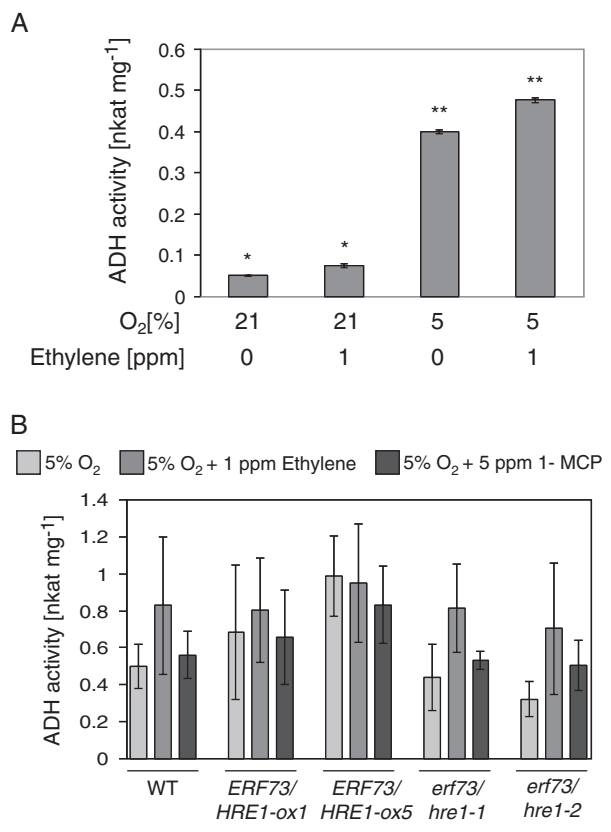 A
ADH activity [nkat mg⁻¹]
0.6
0.5
0.4
0.3
0.2
0.1
0
*
*
**
**
O₂[%] 21 21 5 5
Ethylene [ppm] 0 1 0 1
B
5% O₂ 5% O₂ + 1 ppm Ethylene 5% O₂ + 5 ppm 1- MCP
ADH activity [nkat mg⁻¹]
1.4
1.2
1
0.8
0.6
0.4
0.2
0
WT ERF73/ ERF73/ erf73/ erf73/
HRE1-ox1 HRE1-ox5 hre1-1 hre1-2